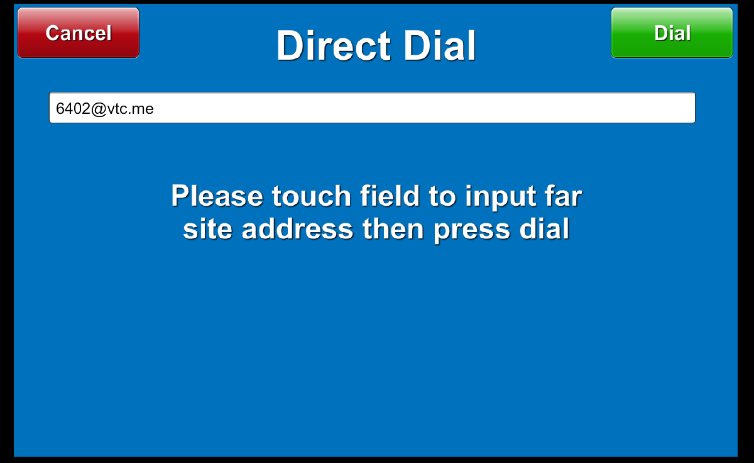 Cancel
Direct Dial
Dial
6402@vtc.me
Please touch field to input far
site address then press dial